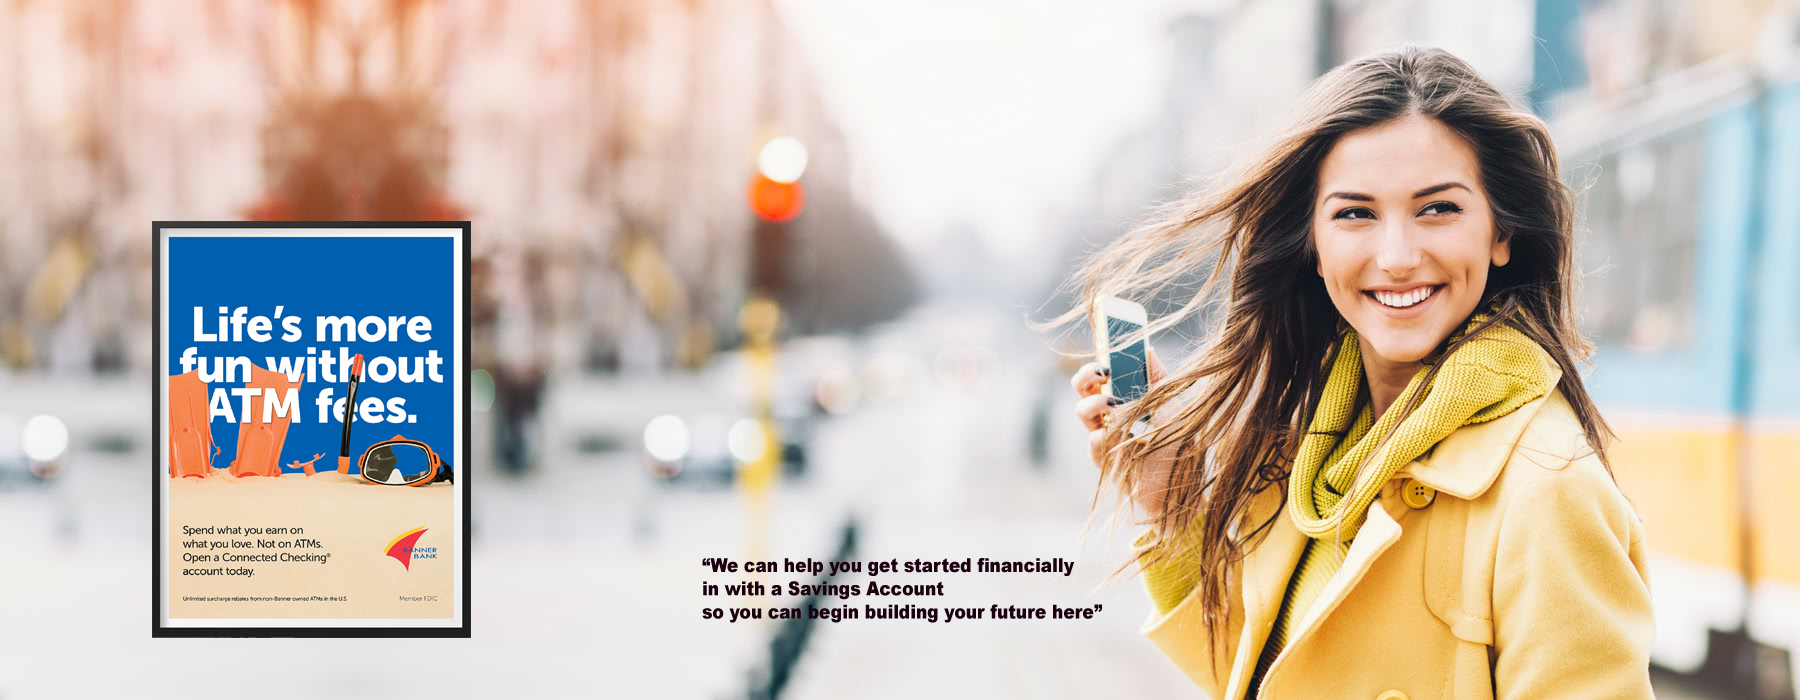 Life's more
fun without
ATM fees.
Spend what you earn on
what you love. Not on ATMs.
Open a Connected Checking®
account today.
BANNER
BANK
Unlimited surcharge rebates from non-Banner owned ATMs in the U.S.
Member FDIC
“We can help you get started financially
in with a Savings Account
so you can begin building your future here”